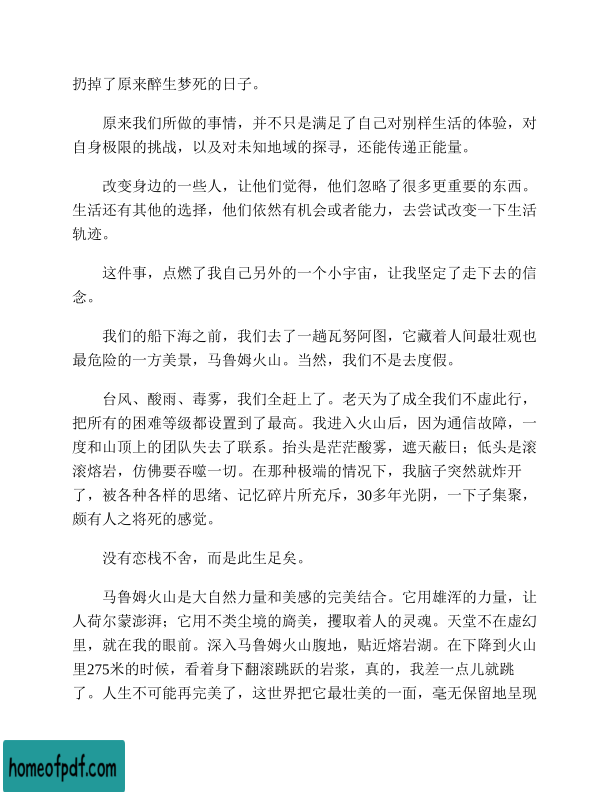 扔掉了原来醉生梦死的日子。
原来我们所做的事情，并不只是满足了自己对别样生活的体验，对
自身极限的挑战，以及对未知地域的探寻，还能传递正能量。
改变身边的一些人，让他们觉得，他们忽略了很多更重要的东西。
生活还有其他的选择，他们依然有机会或者能力，去尝试改变一下生活
轨迹。
这件事，点燃了我自己另外的一个小宇宙，让我坚定了走下去的信
念。
我们的船下海之前，我们去了一趟瓦努阿图，它藏着人间最壮观也
最危险的一方美景，马鲁姆火山。当然，我们不是去度假。
台风、酸雨、毒雾，我们全赶上了。老天为了成全我们不虚此行，
把所有的困难等级都设置到了最高。我进入火山后，因为通信故障，一
度和山顶上的团队失去了联系。抬头是茫茫酸雾，遮天蔽日；低头是滚
滚熔岩，仿佛要吞噬一切。在那种极端的情况下，我脑子突然就炸开
了，被各种各样的思绪、记忆碎片所充斥，30多年光阴，一下子集聚，
颇有人之将死的感觉。
没有恋栈不舍，而是此生足矣。
马鲁姆火山是大自然力量和美感的完美结合。它用雄浑的力量，让
人荷尔蒙澎湃；它用不类尘境的旖美，攫取着人的灵魂。天堂不在虚幻
里，就在我的眼前。深入马鲁姆火山腹地，贴近熔岩湖。在下降到火山
里275米的时候，看着身下翻滚跳跃的岩浆，真的，我差一点儿就跳
了。人生不可能再完美了，这世界把它最壮美的一面，毫无保留地呈现
homeofpdf.com